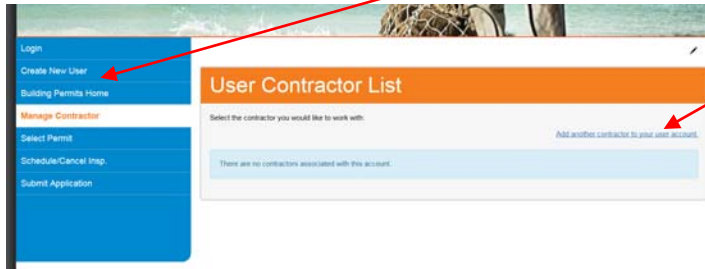 Login
Create New User
Building Permits Home
Manage Contractor
Select Permit
Schedule/Cancel Insp.
Submit Application
User Contractor List
Select the contractor you would like to work with:
Add another contractor to your user account.
There are no contractors associated with this account.